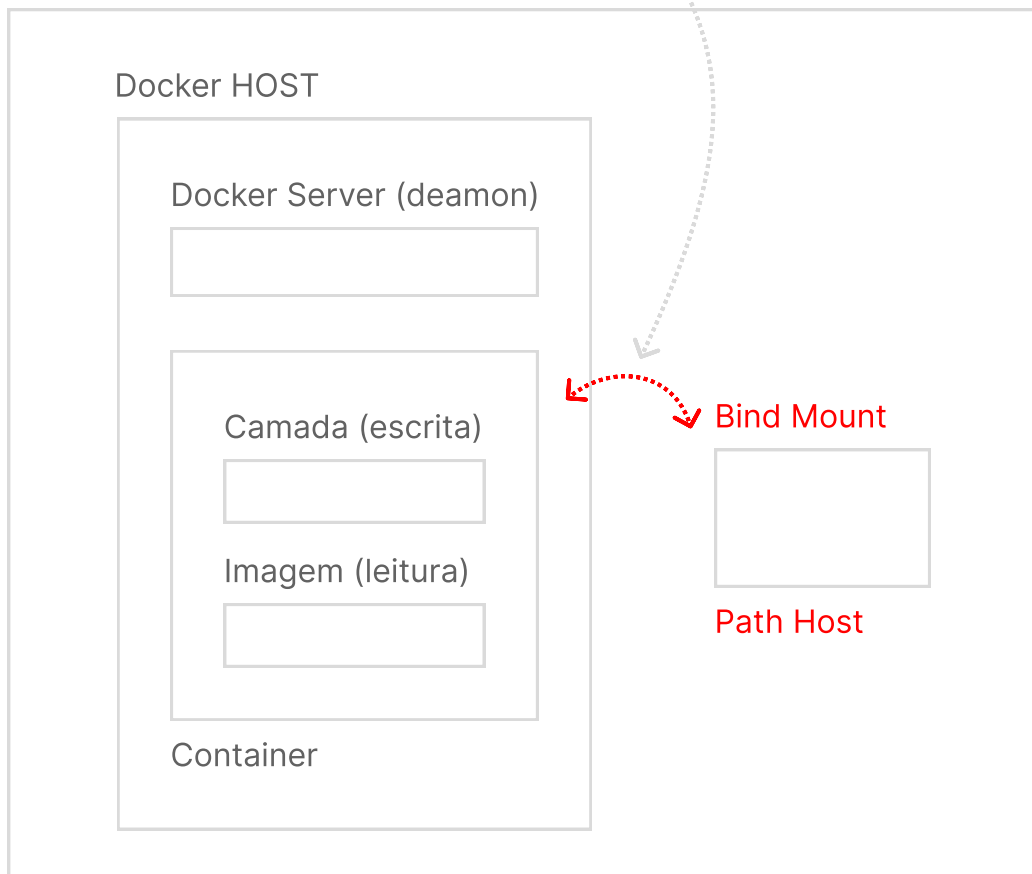 Docker HOST
Docker Server (deamon)
Camada (escrita)
Imagem (leitura)
Container
Bind Mount
Path Host